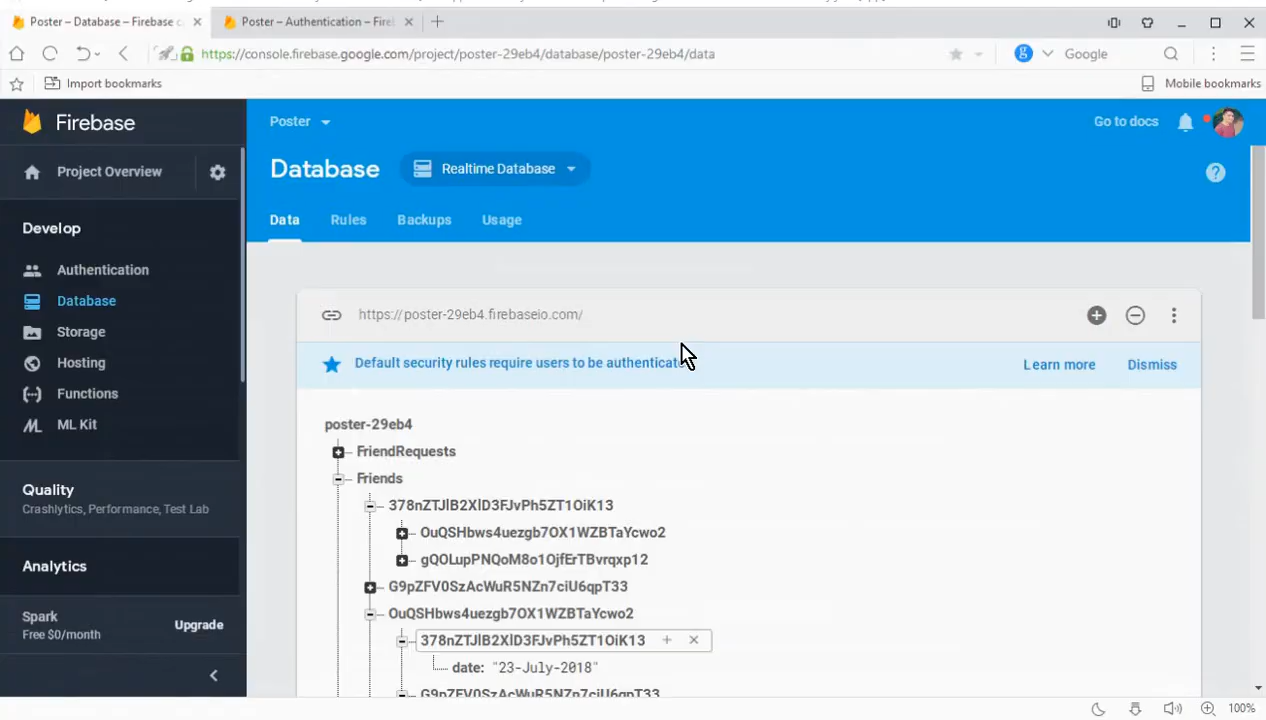 Poster – Database – Firebase c
Poster – Authentication – Fire
https://console.firebase.google.com/project/poster-29eb4/database/poster-29eb4/data
Google
Import bookmarks
Mobile bookmarks
Firebase
Poster
Go to docs
Project Overview
Database
Realtime Database
Develop
Data
Rules
Backups
Usage
Authentication
Database
Storage
Hosting
Functions
ML Kit
https://poster-29eb4.firebaseio.com/
Default security rules require users to be authenticate
Learn more
Dismiss
poster-29eb4
FriendRequests
Friends
378nZTJlB2XlD3FJvPh5ZT1OiK13
OuQSHbws4uezgb7OX1WZBTaYcwo2
gQOLupPNQoM8o1OjfErTBvrqxp12
G9pZFV0SzAcWuR5NZn7ciU6qpT33
OuQSHbws4uezgb7OX1WZBTaYcwo2
378nZTJlB2XlD3FJvPh5ZT1OiK13
date: "23-July-2018"
G9pZFV0SzAcWuR5NZn7ciU6qpT33
Quality
Crashlytics, Performance, Test Lab
Analytics
Spark
Free $0/month
Upgrade
100%